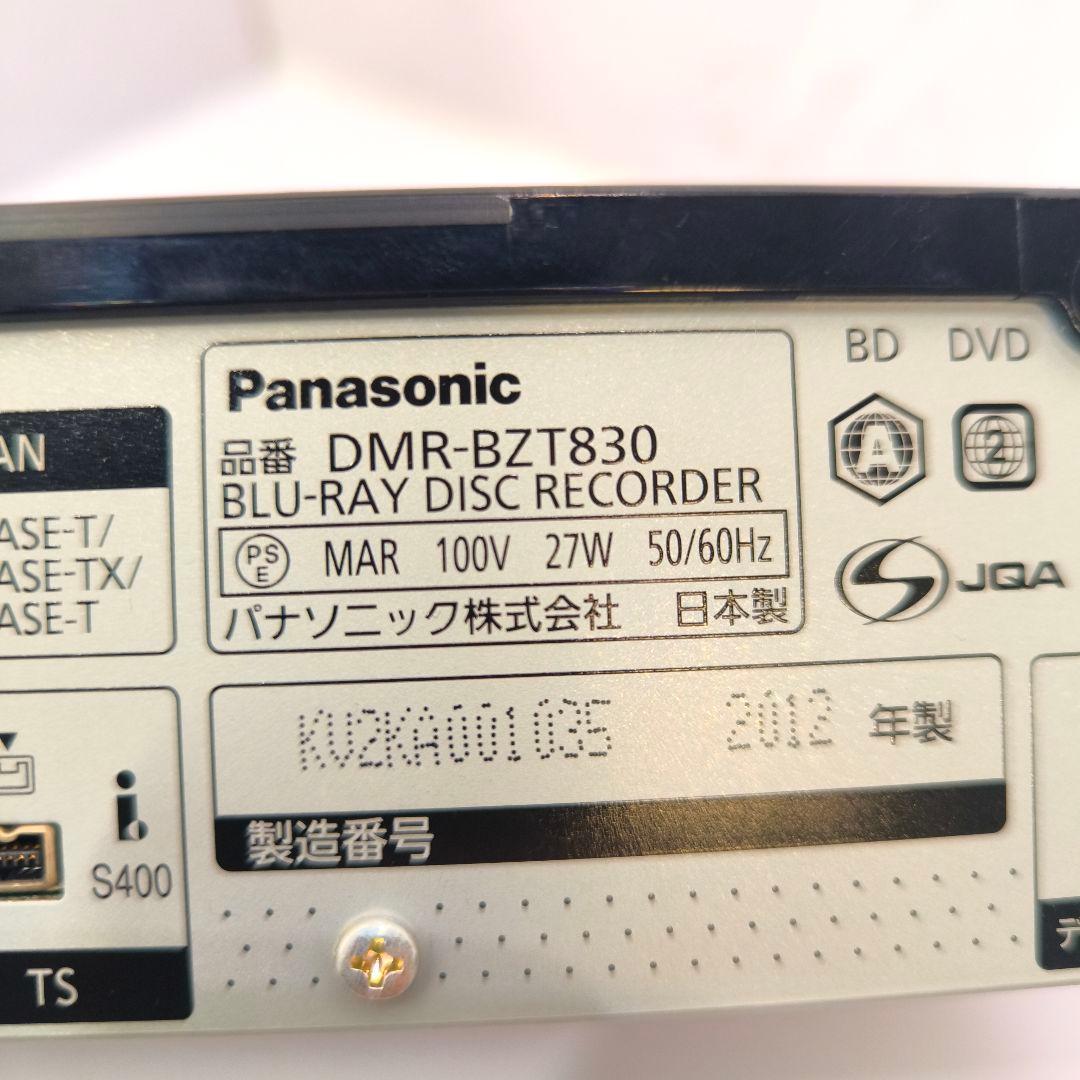 Panasonic
品番 DMR-BZT830
BLU-RAY DISC RECORDER
PS E MAR 100V 27W 50/60Hz
パナソニック株式会社 日本製
BD DVD
A 2
JQA
KV2KA001035 2012 年製
製造番号
AN
ASE-T/
ASE-TX/
ASE-T
i
S400
TS
デ